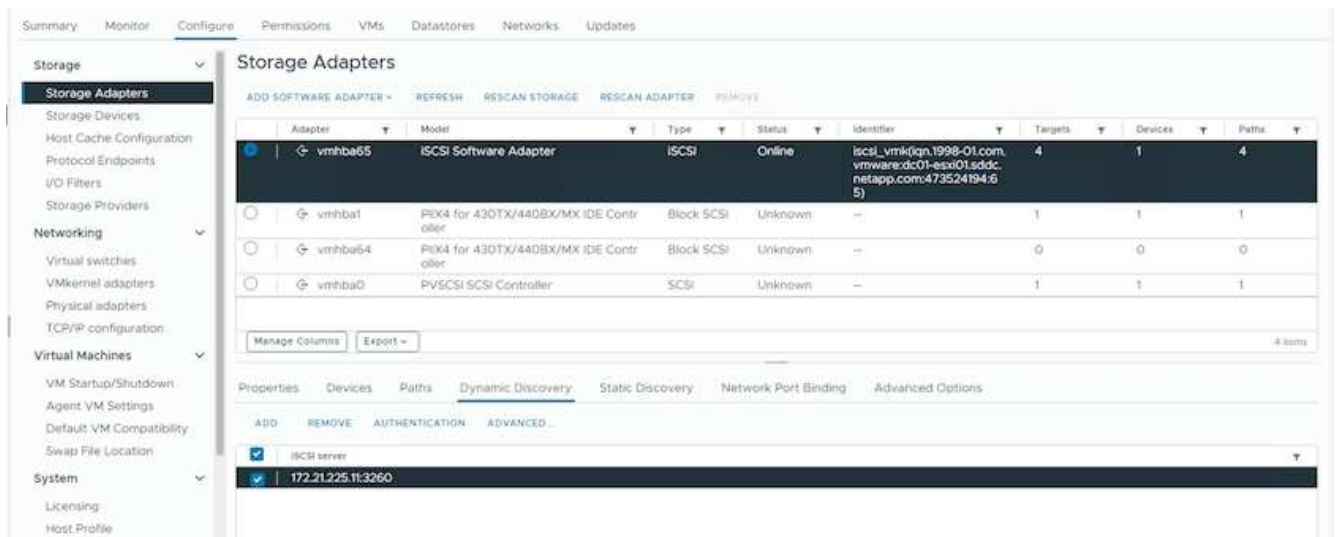 Summary Monitor Configure Permissions VMs Datastores Networks Updates
Storage
Storage Adapters
Storage Devices
Host Cache Configuration
Protocol Endpoints
I/O Filters
Storage Providers
Networking
Virtual switches
VMkernel adapters
Physical adapters
TCP/IP configuration
Virtual Machines
VM Startup/Shutdown
Agent VM Settings
Default VM Compatibility
Swap File Location
System
Licensing
Host Profile
Storage Adapters
ADD SOFTWARE ADAPTER REFRESH RESCAN STORAGE RESCAN ADAPTER REMOVE
Adapter Model Type Status Identifier Targets Devices Paths
vmhba65 iSCSI Software Adapter iSCSI Online iscsi_vmk(iqn.1998-01.com. 4 1 4
vmware:dc01-esxi01.sddc.
netapp.com:473524194:6
5)
vmhba1 PIIX4 for 430TX/440BX/MX IDE Contr Block SCSI Unknown -- 1 1 1
oller
vmhba64 PIIX4 for 430TX/440BX/MX IDE Contr Block SCSI Unknown -- 0 0 0
oller
vmhba0 PVSCSI SCSI Controller SCSI Unknown -- 1 1 1
Manage Columns Export 4 items
Properties Devices Paths Dynamic Discovery Static Discovery Network Port Binding Advanced Options
ADD REMOVE AUTHENTICATION ADVANCED...
iSCSI server
172.21.225.11:3260